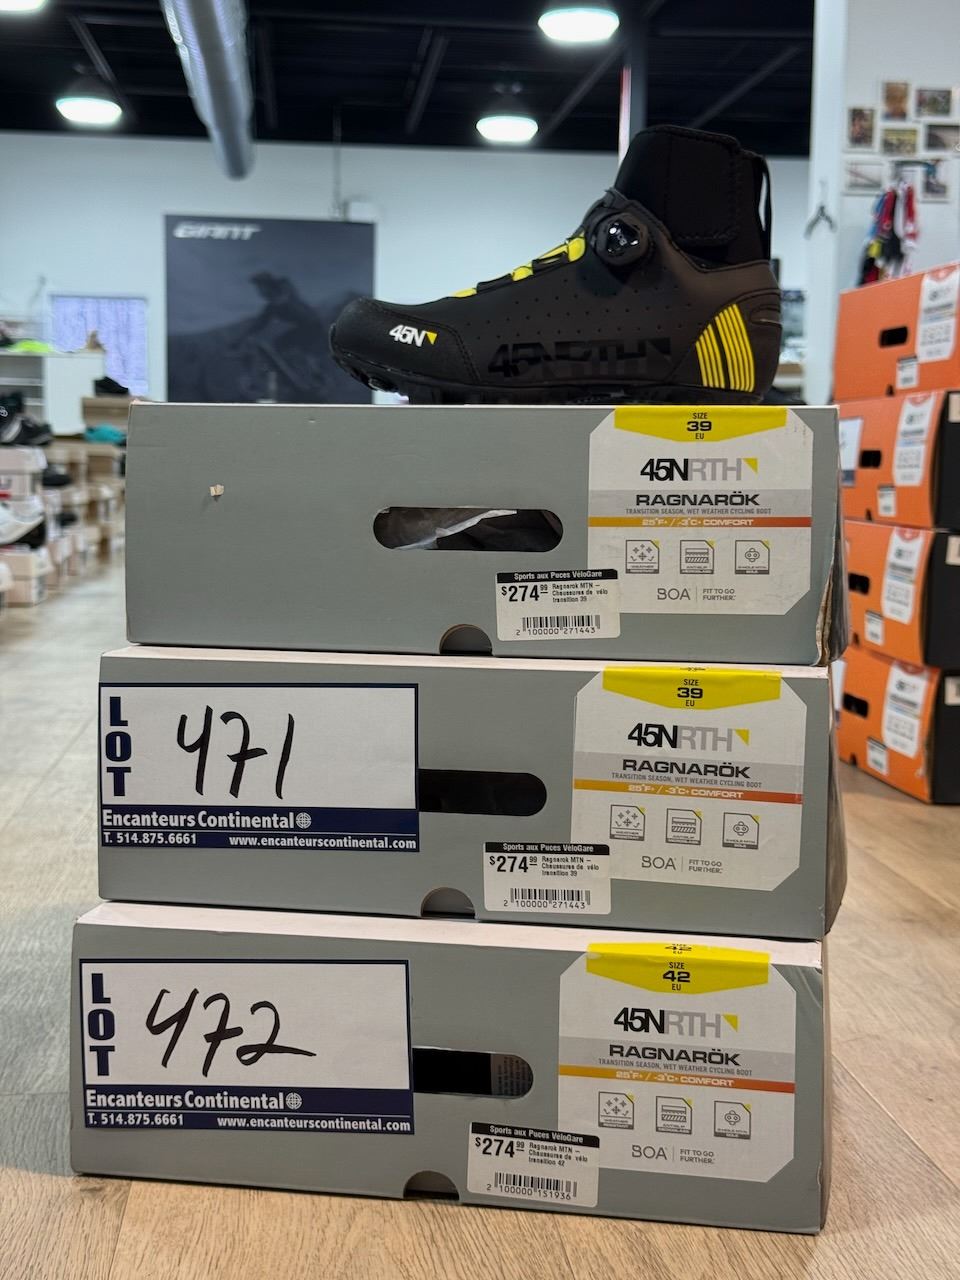 GIANT
45N
45NRTH
SIZE
39
EU
45NRTH
RAGNARÖK
TRANSITION SEASON, WET WEATHER CYCLING BOOT
25°F+ / -3°C+ COMFORT
BOA
FIT TO GO
FURTHER.
Sports aux Puces VéloGare
$274.99
Ragnarok MTN –
Chaussures de vélo
transition 39
2 100000 271443
LOT
471
Encanteurs Continental
T. 514.875.6661
www.encanteurscontinental.com
SIZE
39
EU
45NRTH
RAGNARÖK
TRANSITION SEASON, WET WEATHER CYCLING BOOT
25°F+ / -3°C+ COMFORT
BOA
FIT TO GO
FURTHER.
Sports aux Puces VéloGare
$274.99
Ragnarok MTN –
Chaussures de vélo
transition 39
2 100000 271443
LOT
472
Encanteurs Continental
T. 514.875.6661
www.encanteurscontinental.com
SIZE
42
EU
SIZE
42
EU
45NRTH
RAGNARÖK
TRANSITION SEASON, WET WEATHER CYCLING BOOT
25°F+ / -3°C+ COMFORT
BOA
FIT TO GO
FURTHER.
Sports aux Puces VéloGare
$274.99
Ragnarok MTN –
Chaussures de vélo
transition 42
2 100000 151936